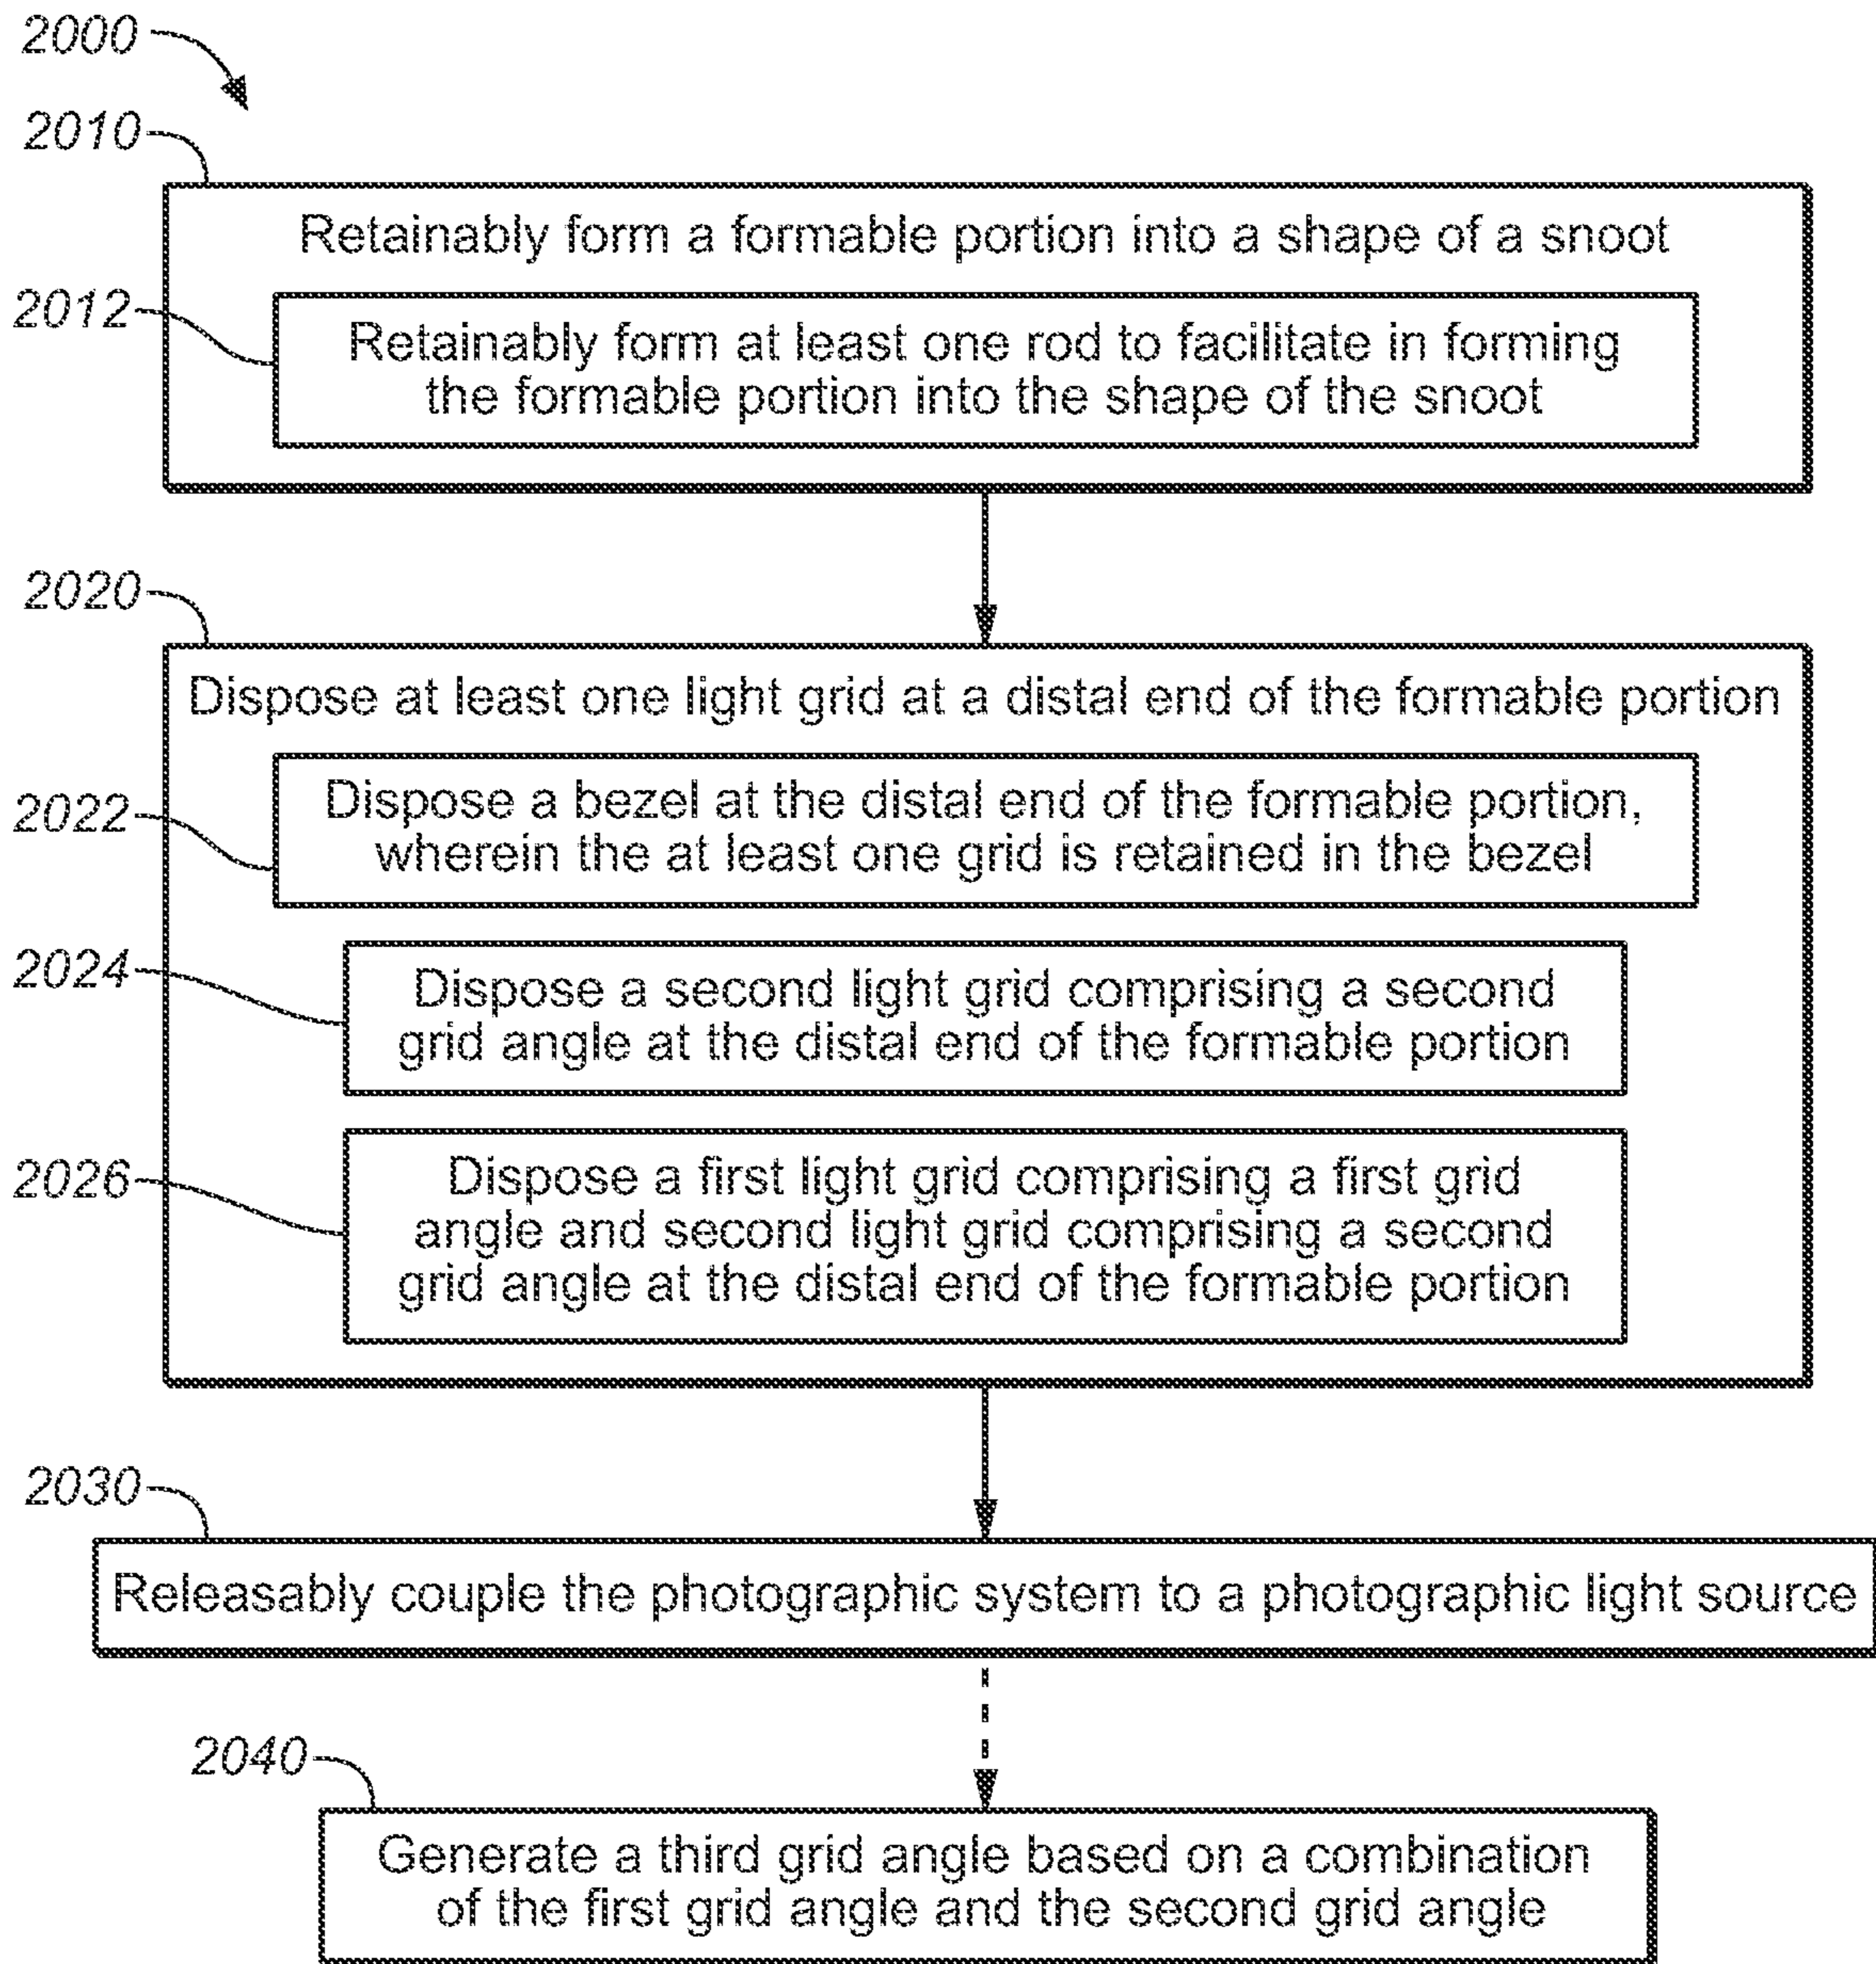 2000
2010
Retainably form a formable portion into a shape of a snoot
2012
Retainably form at least one rod to facilitate in forming
the formable portion into the shape of the snoot
2020
Dispose at least one light grid at a distal end of the formable portion
2022
Dispose a bezel at the distal end of the formable portion,
wherein the at least one grid is retained in the bezel
2024
Dispose a second light grid comprising a second
grid angle at the distal end of the formable portion
2026
Dispose a first light grid comprising a first grid
angle and second light grid comprising a second
grid angle at the distal end of the formable portion
2030
Releasably couple the photographic system to a photographic light source
2040
Generate a third grid angle based on a combination
of the first grid angle and the second grid angle